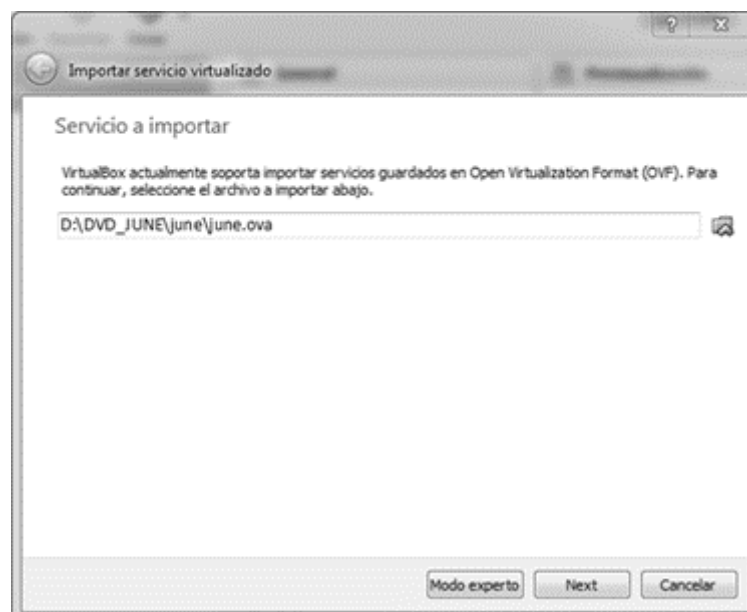 Importar servicio virtualizado
Servicio a importar
VirtualBox actualmente soporta importar servicios guardados en Open Virtualization Format (OVF). Para
continuar, seleccione el archivo a importar abajo.
D:\DVD_JUNE\june\june.ova
Modo experto Next Cancelar